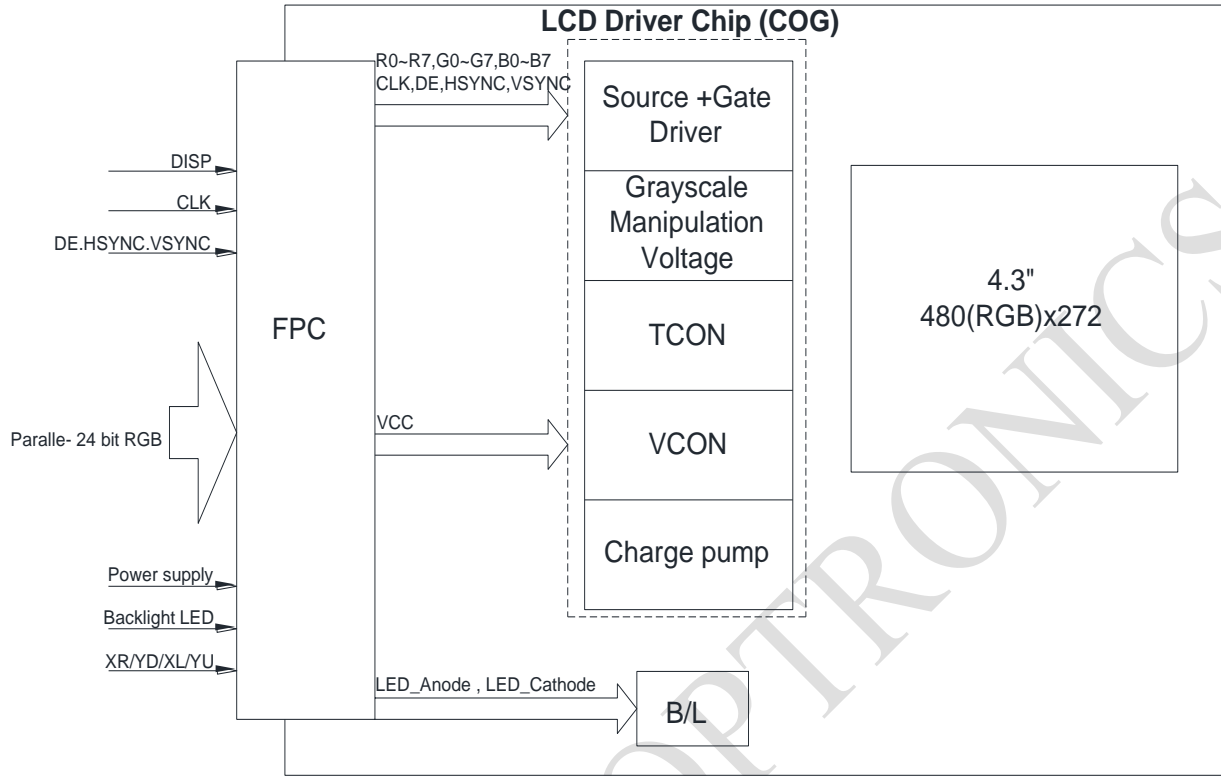 LCD Driver Chip (COG)
R0~R7,G0~G7,B0~B7
CLK,DE,HSYNC,VSYNC
Source +Gate
Driver
Grayscale
Manipulation
Voltage
TCON
VCON
Charge pump
DISP
CLK
DE.HSYNC.VSYNC
FPC
Paralle- 24 bit RGB
VCC
Power supply
Backlight LED
XR/YD/XL/YU
LED_Anode , LED_Cathode
B/L
4.3"
480(RGB)x272
OPTRONICS